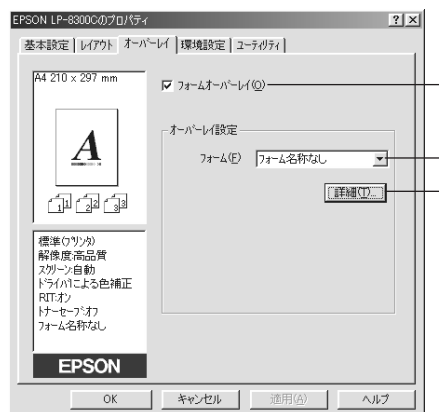 EPSON LP-8300Cのプロパティ
? ×
基本設定 レイアウト オーバーレイ 環境設定 ユーティリティ
A4 210 x 297 mm
フォームオーバーレイ(O)
オーバーレイ設定
フォーム(F) フォーム名称なし
詳細(T)...
A
1 1 2 2 3 3
標準(プリンタ)
解像度:高品質
スクリーン:自動
ドライバによる色補正
RIT:オン
トナーセーブ:オフ
フォーム名称なし
EPSON
OK キャンセル 適用(A) ヘルプ